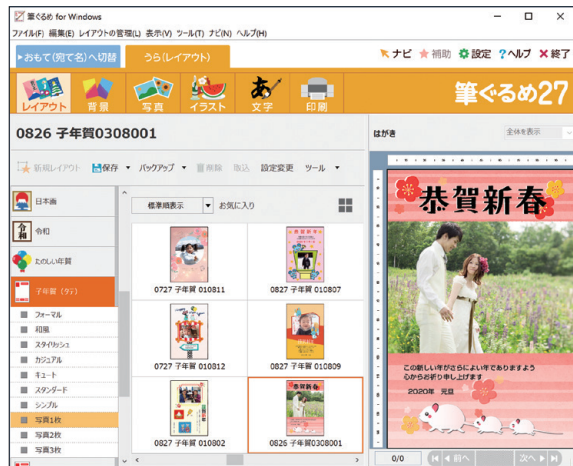 筆ぐるめ for Windows
ファイル(F) 編集(E) レイアウトの管理(L) 表示(V) ツール(T) ナビ(N) ヘルプ(H)
▸おもて(宛て名)へ切替 うら(レイアウト) ナビ 補助 設定 ?ヘルプ ×終了
レイアウト 背景 写真 イラスト 文字 印刷 筆ぐるめ27
0826 子年賀0308001 はがき 全体を表示
新規レイアウト 保存 バックアップ 削除 取込 設定変更 ツール
日本画
標準順表示 お気に入り
令和
たのしい年賀
子年賀 (タテ)
フォーマル
和風
スタイリッシュ
カジュアル
キュート
スタンダード
シンプル
写真1枚
写真2枚
写真3枚
0727 子年賀 010811 0827 子年賀 010807
0727 子年賀 010812 0827 子年賀 010809
0827 子年賀 010802 0826 子年賀0308001
恭賀新春
この新しい年がさらによい年でありますよう
心からお祈り申し上げます
2020年 元旦
0/0 前へ 次へ